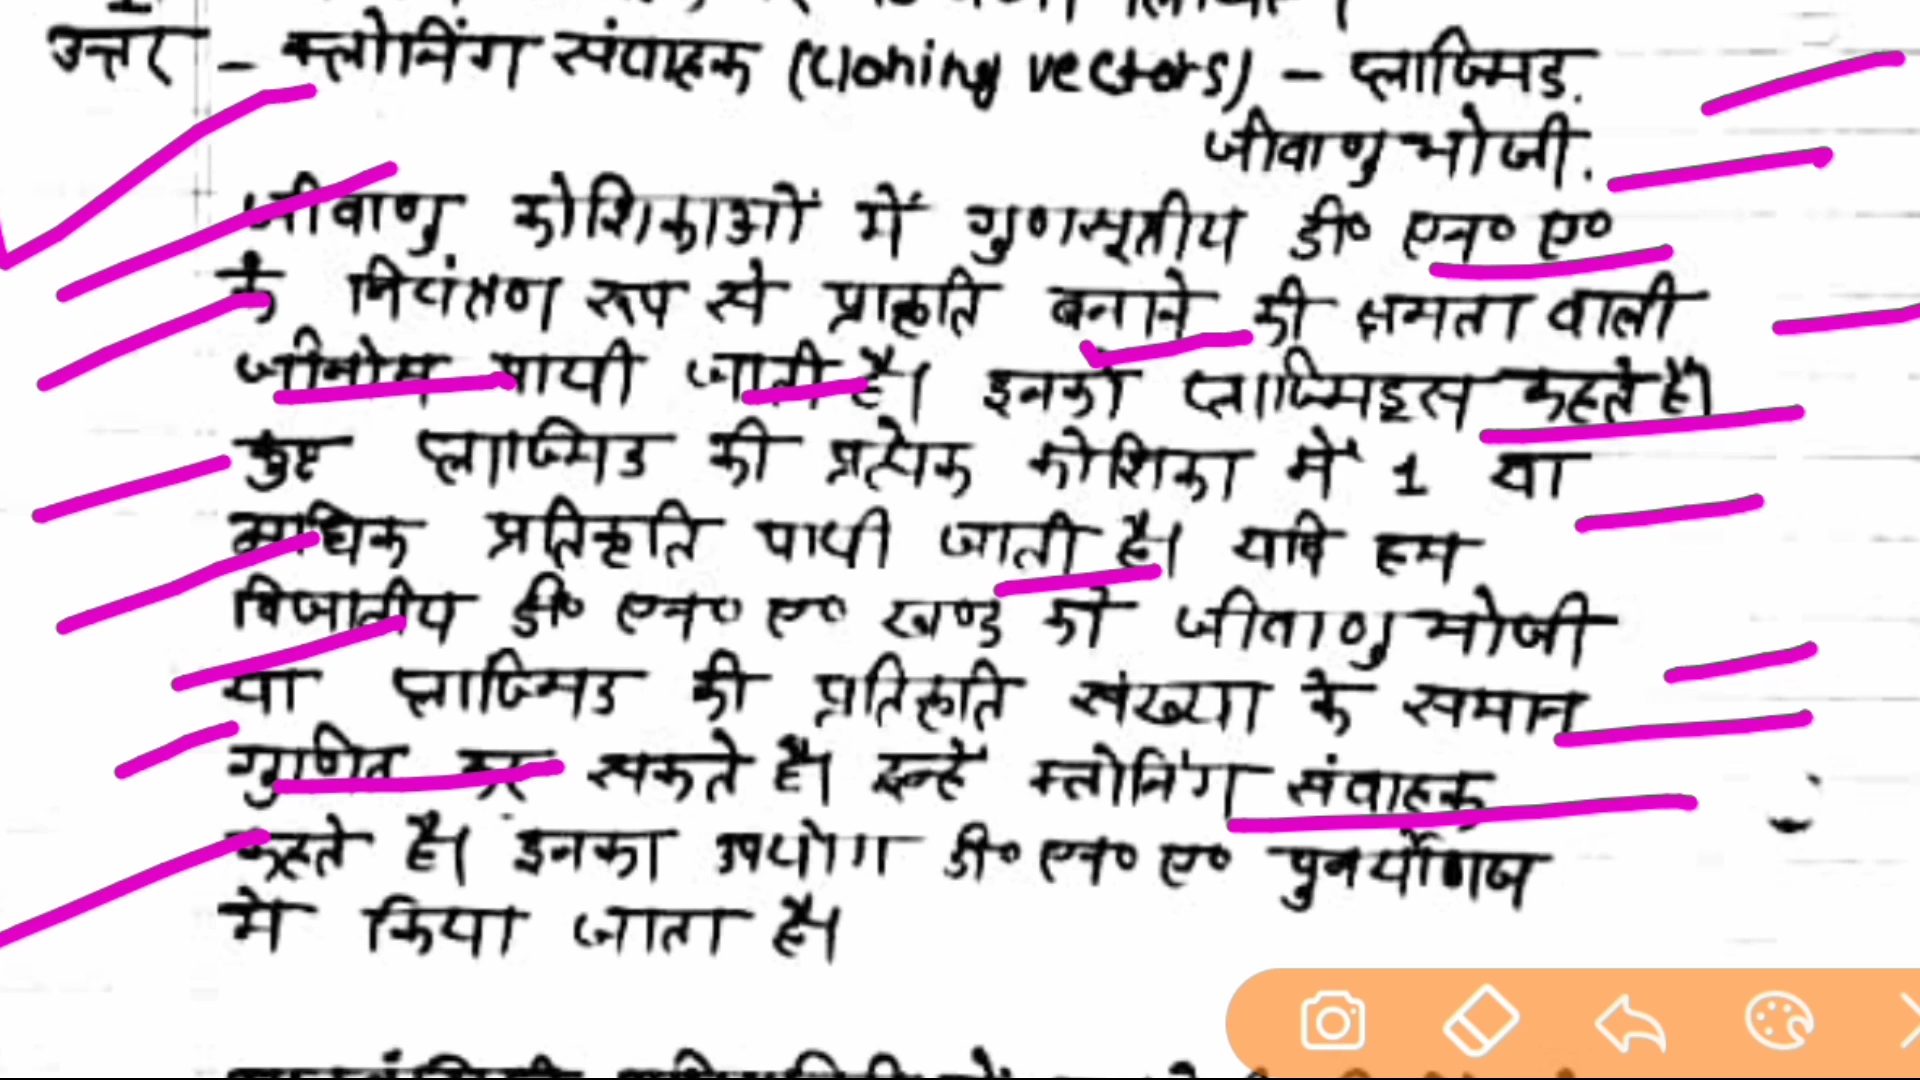 उत्तर - क्लोनिंग संवाहक (Cloning vectors) - प्लाज्मिड.
जीवाणु भोजी.
जीवाणु कोशिकाओं में गुणसूत्रीय डी० एन० ए०
के नियंत्रण रूप से प्राकृति बनाने की क्षमता वाली
जीनोम पायी जाती है। इनको प्लाज्मिड्स कहते हैं।
कुछ प्लाज्मिड की प्रत्येक कोशिका में 1 या
अधिक प्रतिकृति पायी जाती है। यदि हम
विजातीय डी० एन० ए० खण्ड को जीवाणु भोजी
या प्लाज्मिड की प्रतिकृति संख्या के समान
गुणित कर सकते हैं। इन्हें क्लोनिंग संवाहक
कहते हैं। इनका उपयोग डी० एन० ए० पुनर्योगज
में किया जाता है।